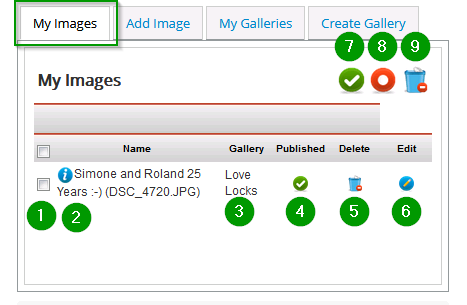 My Images Add Image My Galleries Create Gallery
7 8 9
My Images
Name Gallery Published Delete Edit
Simone and Roland 25 Love
Years :-) (DSC_4720.JPG) Locks
1 2 3 4 5 6